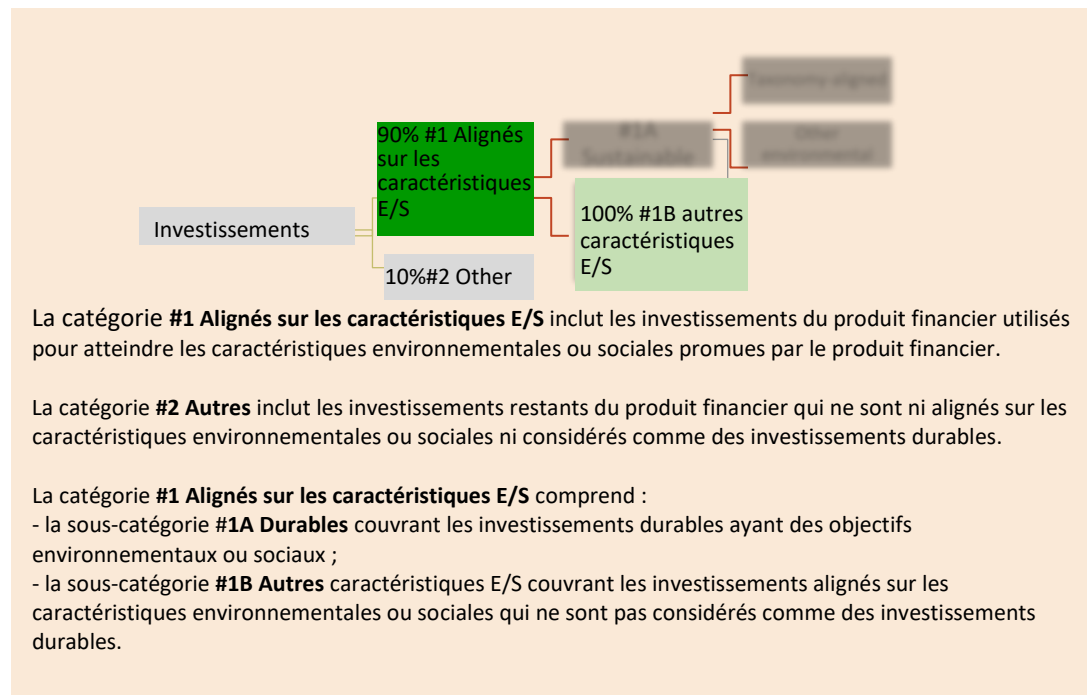 90% #1 Alignés
sur les
caractéristiques
E/S
#1A
Sustainable
Taxonomy aligned
Other
environmental
Investissements
100% #1B autres
caractéristiques
E/S
10%#2 Other
La catégorie #1 Alignés sur les caractéristiques E/S inclut les investissements du produit financier utilisés
pour atteindre les caractéristiques environnementales ou sociales promues par le produit financier.
La catégorie #2 Autres inclut les investissements restants du produit financier qui ne sont ni alignés sur les
caractéristiques environnementales ou sociales ni considérés comme des investissements durables.
La catégorie #1 Alignés sur les caractéristiques E/S comprend :
- la sous-catégorie #1A Durables couvrant les investissements durables ayant des objectifs
environnementaux ou sociaux ;
- la sous-catégorie #1B Autres caractéristiques E/S couvrant les investissements alignés sur les
caractéristiques environnementales ou sociales qui ne sont pas considérés comme des investissements
durables.